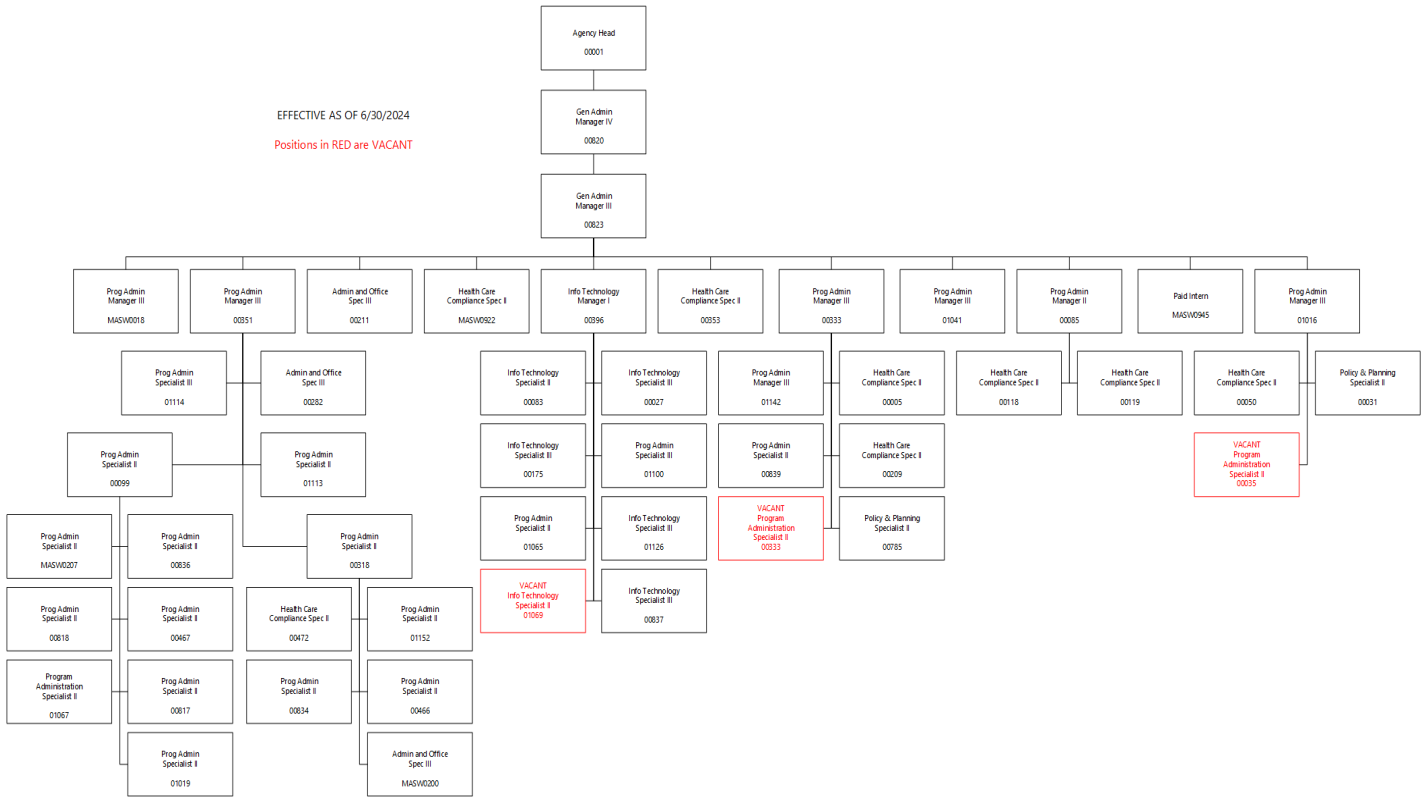 Agency Head
00001
EFFECTIVE AS OF 6/30/2024
Positions in RED are VACANT
Gen Admin
Manager IV
00820
Gen Admin
Manager III
00823
Prog Admin
Manager III
MASW0018
Prog Admin
Manager III
00351
Admin and Office
Spec III
00211
Health Care
Compliance Spec II
MASW0922
Info Technology
Manager I
00396
Health Care
Compliance Spec II
00353
Prog Admin
Manager III
00333
Prog Admin
Manager III
01041
Prog Admin
Manager II
00085
Paid Intern
MASW0945
Prog Admin
Manager III
01016
Prog Admin
Specialist III
01114
Admin and Office
Spec III
00282
Info Technology
Specialist II
00083
Info Technology
Specialist II
00027
Prog Admin
Manager III
01142
Health Care
Compliance Spec II
00005
Health Care
Compliance Spec II
00118
Health Care
Compliance Spec II
00119
Health Care
Compliance Spec II
00050
Policy & Planning
Specialist II
00031
Prog Admin
Specialist II
00099
Prog Admin
Specialist II
01113
Info Technology
Specialist III
00175
Prog Admin
Specialist III
01100
Prog Admin
Specialist II
00839
Health Care
Compliance Spec II
00209
VACANT
Program
Administration
Specialist II
00035
Prog Admin
Specialist II
MASW0207
Prog Admin
Specialist II
00836
Prog Admin
Specialist II
00318
Prog Admin
Specialist II
01065
Info Technology
Specialist III
01126
VACANT
Program
Administration
Specialist II
00333
Policy & Planning
Specialist II
00785
Prog Admin
Specialist II
00818
Prog Admin
Specialist II
00467
Health Care
Compliance Spec II
00472
Prog Admin
Specialist II
01152
VACANT
Info Technology
Specialist II
01069
Info Technology
Specialist III
00837
Program
Administration
Specialist II
01067
Prog Admin
Specialist II
00817
Prog Admin
Specialist II
00834
Prog Admin
Specialist II
00466
Prog Admin
Specialist II
01019
Admin and Office
Spec III
MASW0200